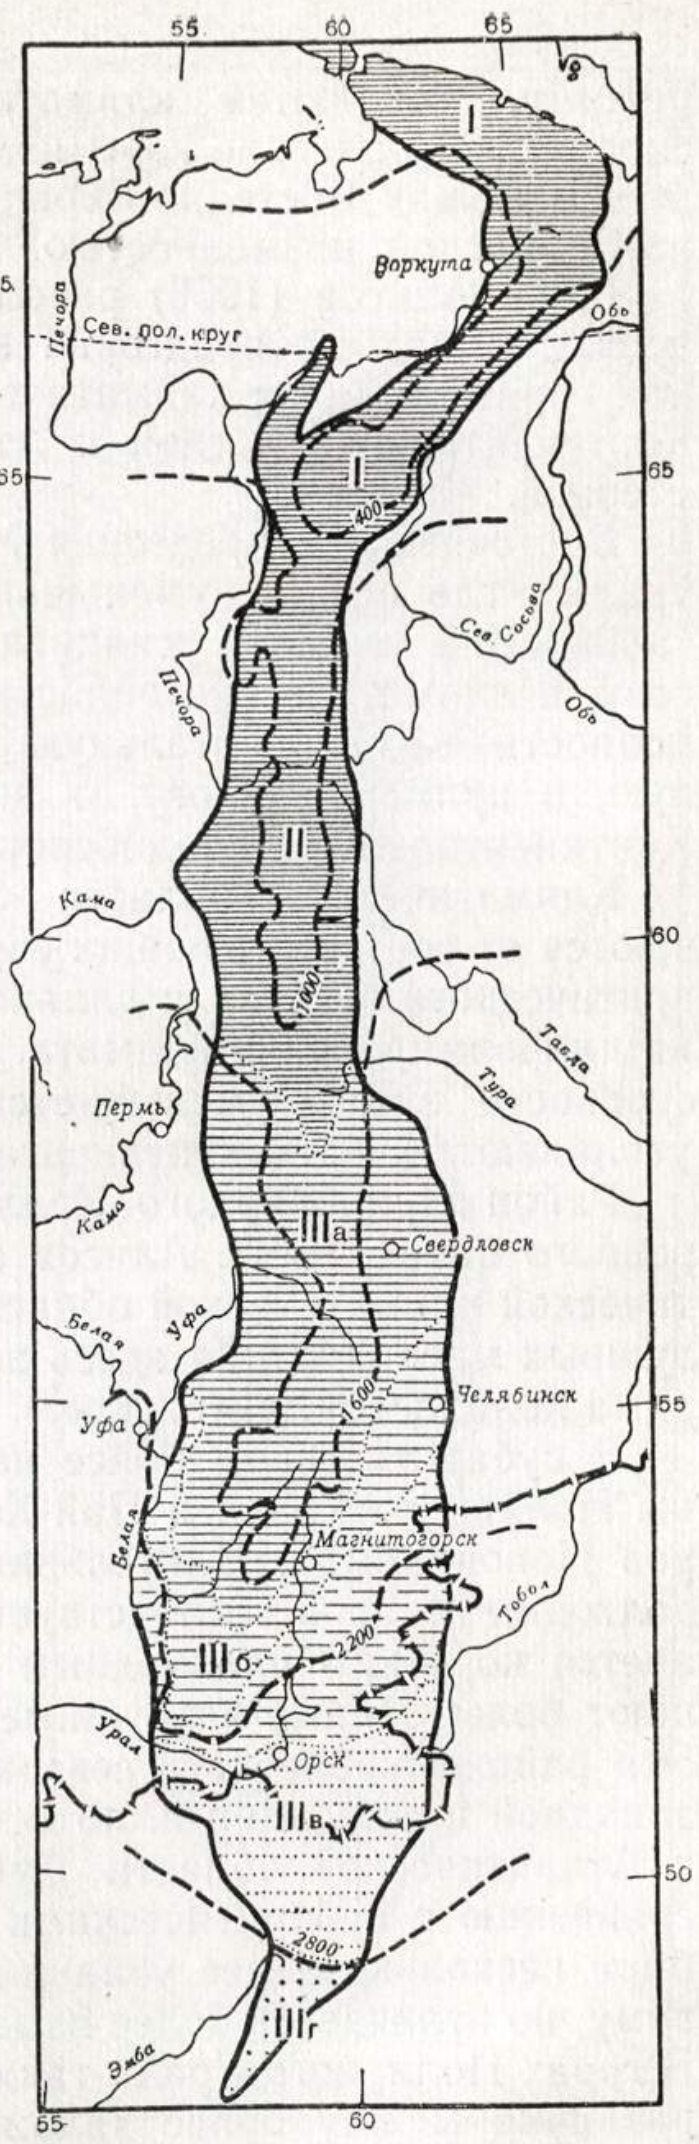 55
60
65
I
Воркута
Печора
Обь
Сев. пол. круг
65
I
65
400
Сев. Сосьва
Печора
Обь
II
Кама
60
1000
Тавда
Тура
Пермь
Кама
IIIа
Свердловск
Белая
Уфа
1600
Челябинск
55
Уфа
Белая
Магнитогорск
Тобол
2200
IIIб
Урал
Орск
IIIв
50
2800
IIIг
Эмба
55
60